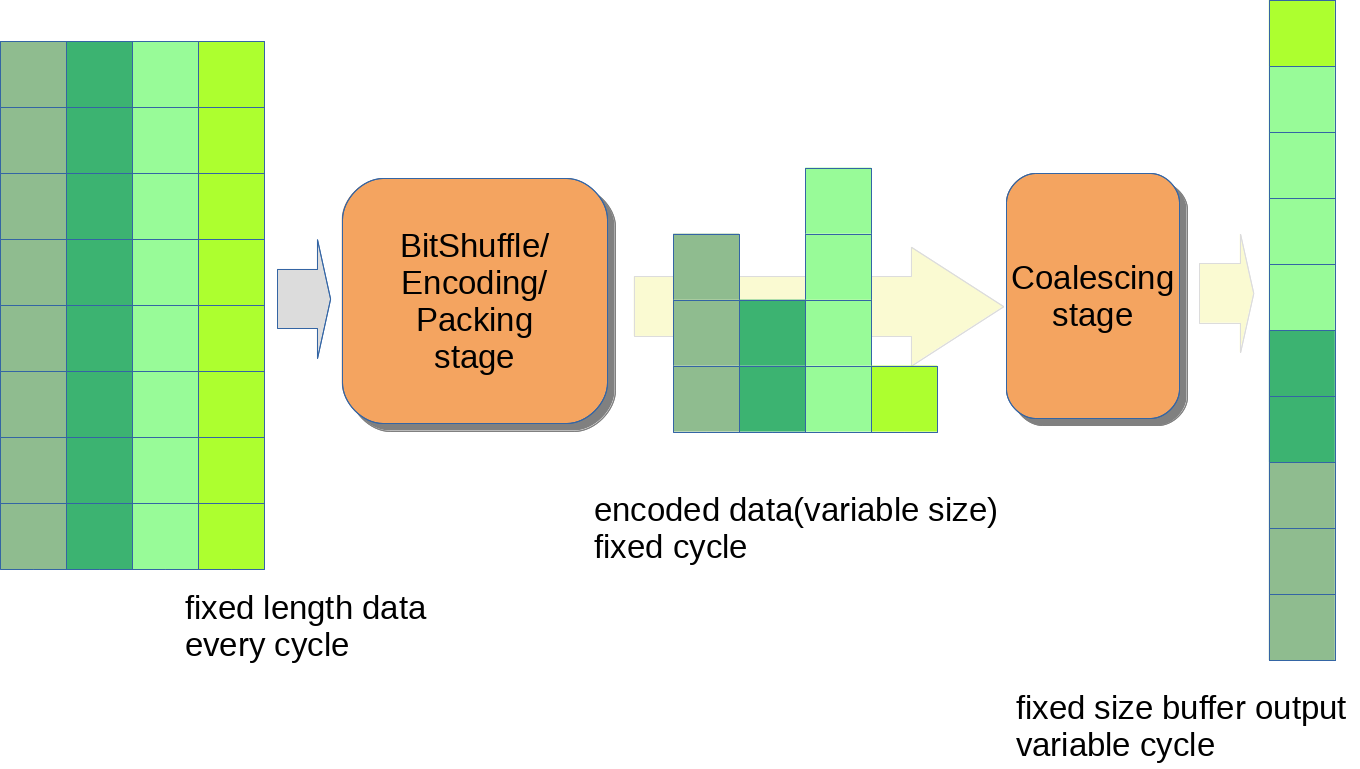 BitShuffle/
Encoding/
Packing
stage
Coalescing
stage
encoded data(variable size)
fixed cycle
fixed length data
every cycle
fixed size buffer output
variable cycle